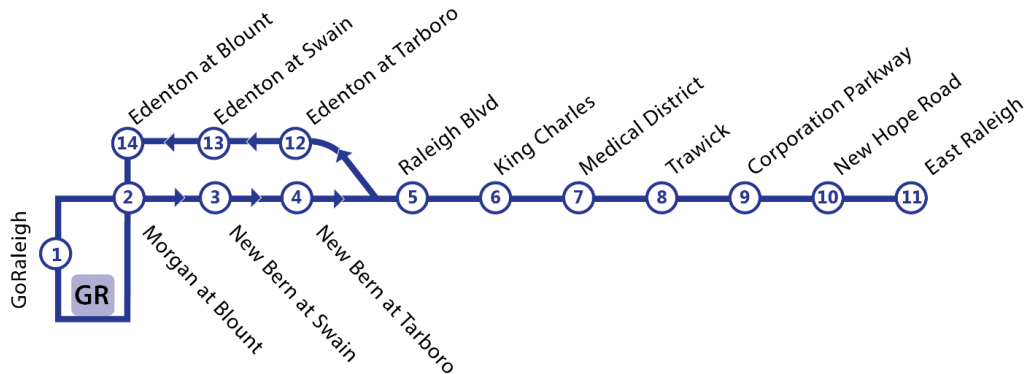 Edenton at Blount
Edenton at Swain
Edenton at Tarboro
14
13
12
Raleigh Blvd
King Charles
Medical District
Trawick
Corporation Parkway
New Hope Road
East Raleigh
2
3
4
5
6
7
8
9
10
11
GoRaleigh
1
GR
Morgan at Blount
New Bern at Swain
New Bern at Tarboro